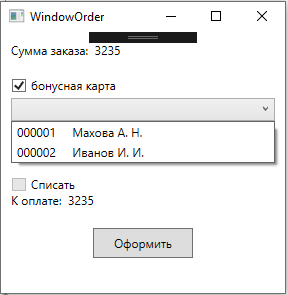 WindowOrder
Сумма заказа: 3235
бонусная карта
000001 Махова А. Н.
000002 Иванов И. И.
Списать
К оплате: 3235
Оформить